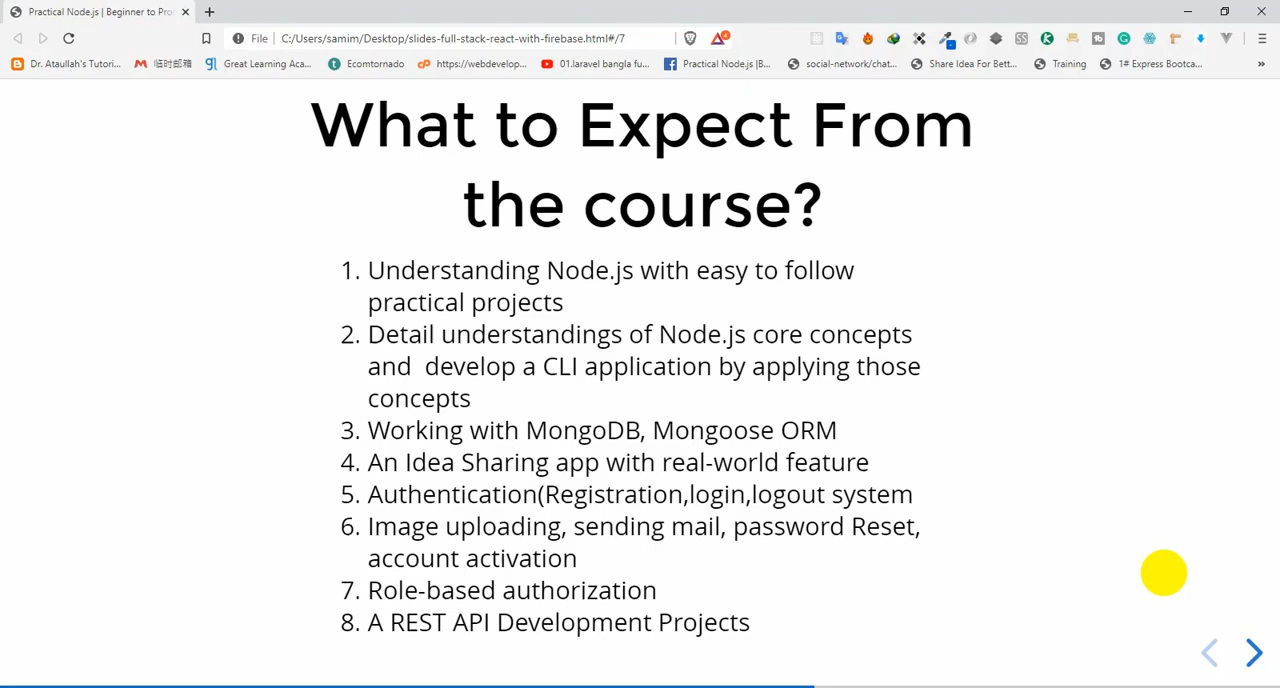 Practical Node.js | Beginner to Pro
File
C:/Users/samim/Desktop/slides-full-stack-react-with-firebase.html#/7
Dr. Ataullah's Tutori...
临时邮箱
Great Learning Aca...
Ecomtornado
https://webdevelop...
01.laravel bangla fu...
Practical Node.js |B...
social-network/chat...
Share Idea For Bett...
Training
1# Express Bootca...
What to Expect From
the course?
1. Understanding Node.js with easy to follow
practical projects
2. Detail understandings of Node.js core concepts
and  develop a CLI application by applying those
concepts
3. Working with MongoDB, Mongoose ORM
4. An Idea Sharing app with real-world feature
5. Authentication(Registration,login,logout system
6. Image uploading, sending mail, password Reset,
account activation
7. Role-based authorization
8. A REST API Development Projects